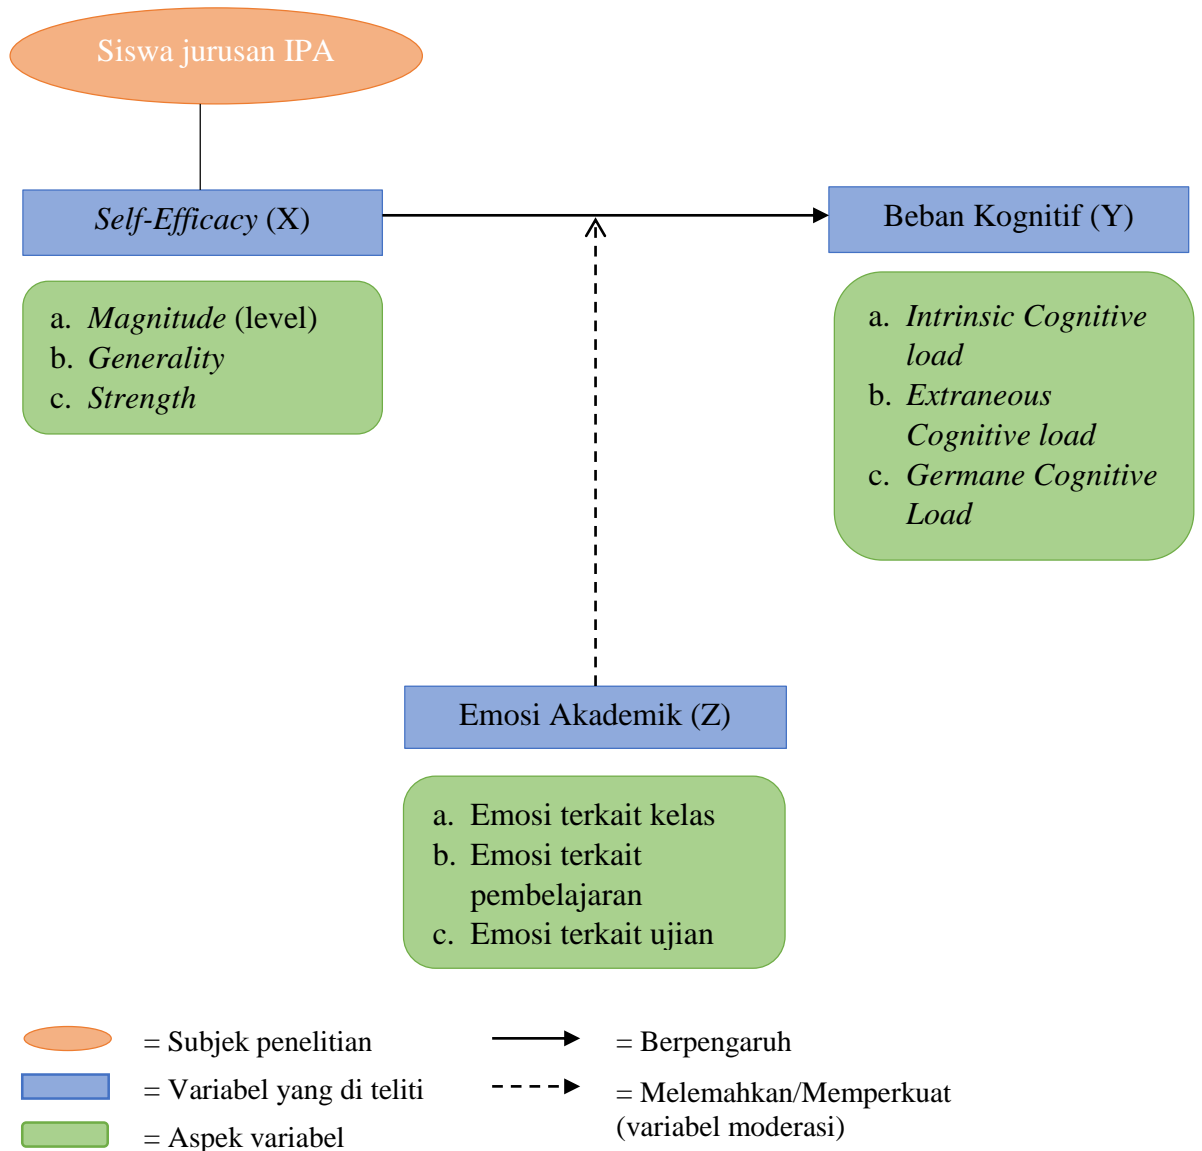 Siswa jurusan IPA
Self-Efficacy (X)
Beban Kognitif (Y)
a. Magnitude (level)
b. Generality
c. Strength
a. Intrinsic Cognitive
load
b. Extraneous
Cognitive load
c. Germane Cognitive
Load
Emosi Akademik (Z)
a. Emosi terkait kelas
b. Emosi terkait
pembelajaran
c. Emosi terkait ujian
= Subjek penelitian
= Variabel yang di teliti
= Aspek variabel
= Berpengaruh
= Melemahkan/Memperkuat
(variabel moderasi)